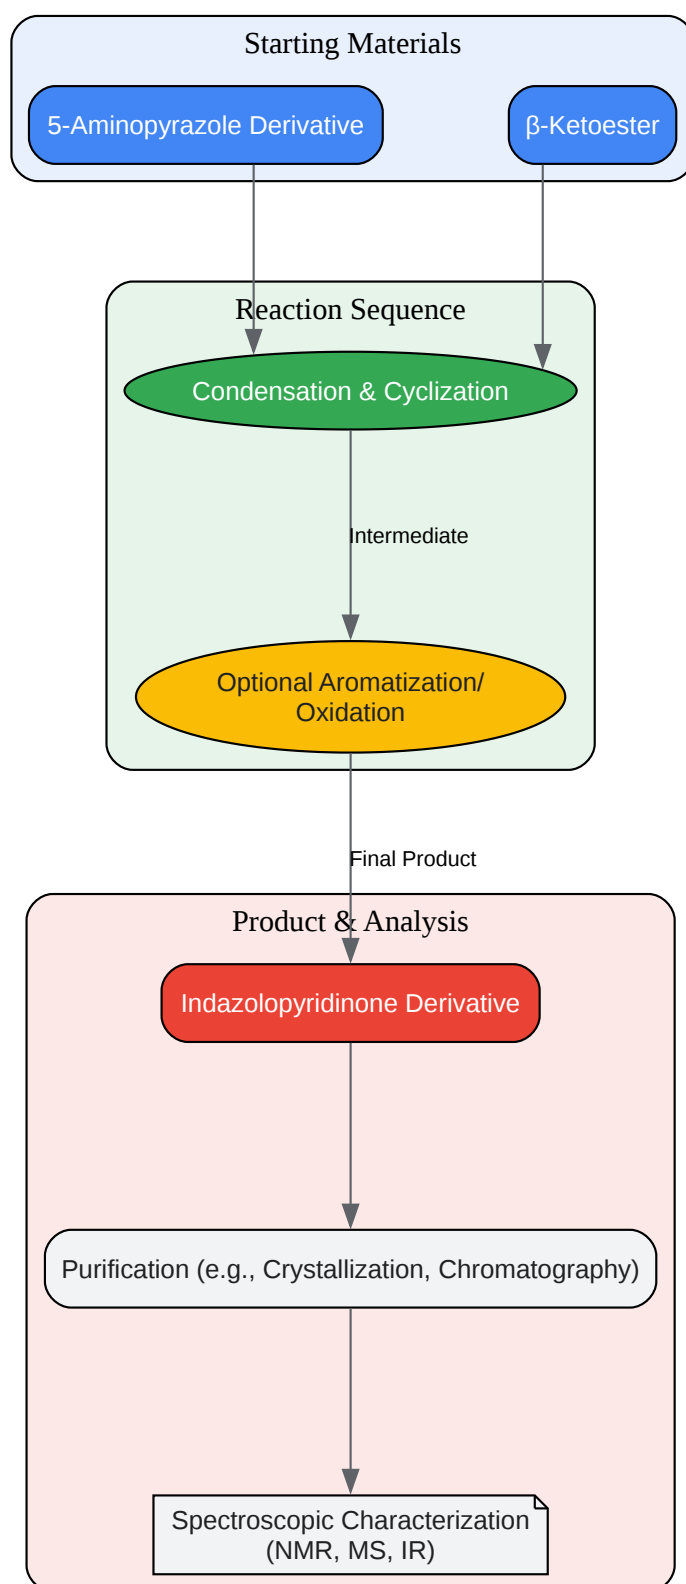 Starting Materials
5-Aminopyrazole Derivative
β-Ketoester
Reaction Sequence
Condensation & Cyclization
Intermediate
Optional Aromatization/
Oxidation
Final Product
Product & Analysis
Indazolopyridinone Derivative
Purification (e.g., Crystallization, Chromatography)
Spectroscopic Characterization
(NMR, MS, IR)